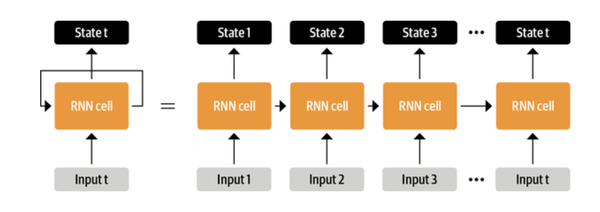 State t
State 1
State 2
State 3
•••
State t
RNN cell
=
RNN cell
RNN cell
RNN cell
RNN cell
Input t
Input 1
Input 2
Input 3
•••
Input t